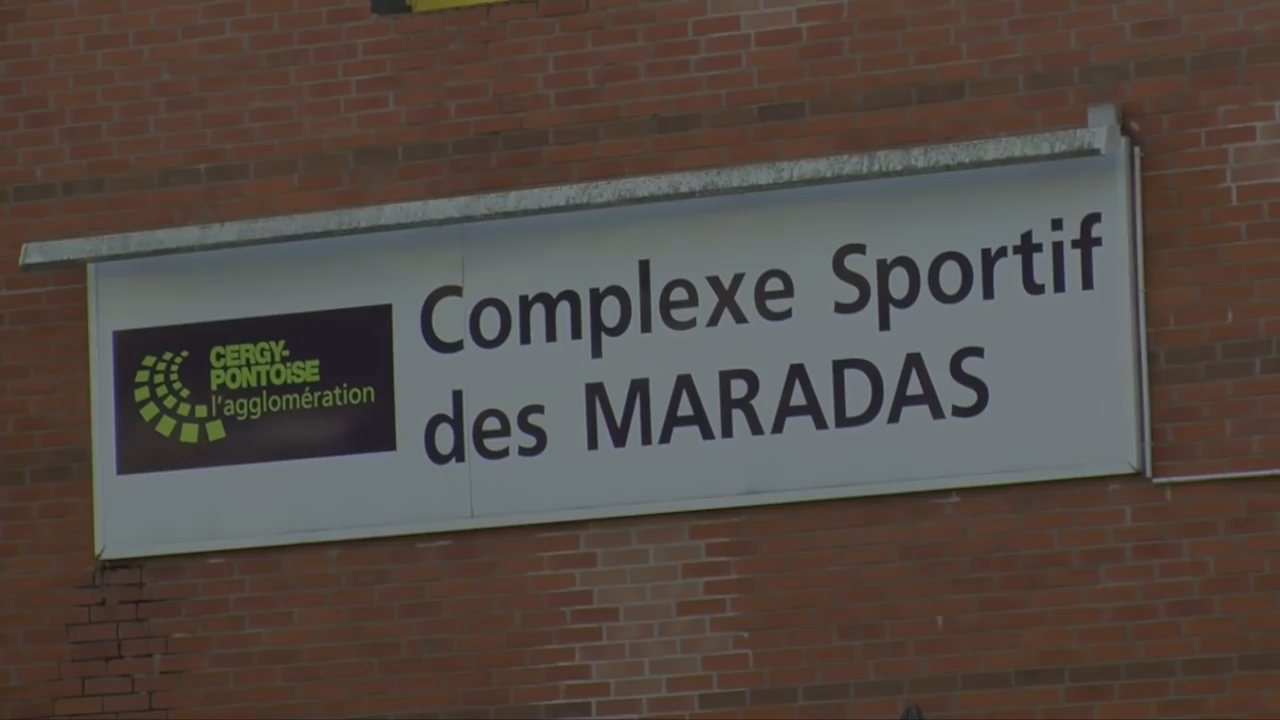 CERGY-
PONTOiSE
l'agglomération
Complexe Sportif
des MARADAS